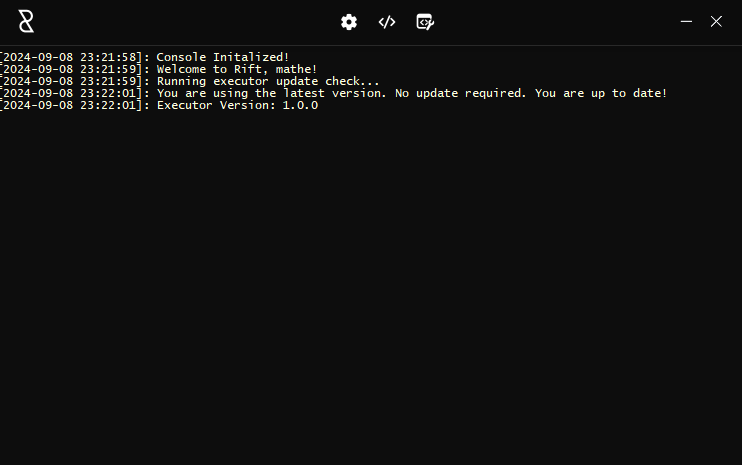 [2024-09-08 23:21:58]: Console Initalized!
[2024-09-08 23:21:59]: Welcome to Rift, mathe!
[2024-09-08 23:21:59]: Running executor update check...
[2024-09-08 23:22:01]: You are using the latest version. No update required. You are up to date!
[2024-09-08 23:22:01]: Executor Version: 1.0.0